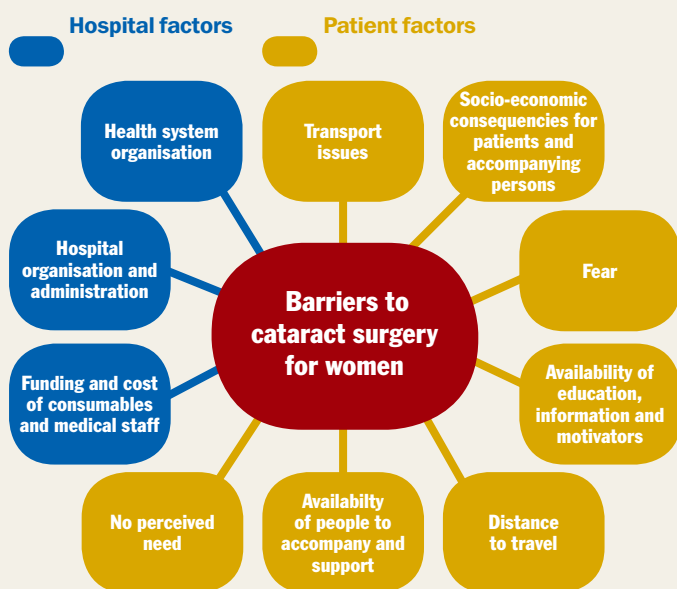 Hospital factors
Patient factors
Health system
organisation
Transport
issues
Socio-economic
consequences for
patients and
accompanying
persons
Hospital
organisation and
administration
Barriers to
cataract surgery
for women
Fear
Funding and cost
of consumables
and medical staff
Availability of
education,
information and
motivators
No perceived
need
Availabilty
of people to
accompany and
support
Distance
to travel